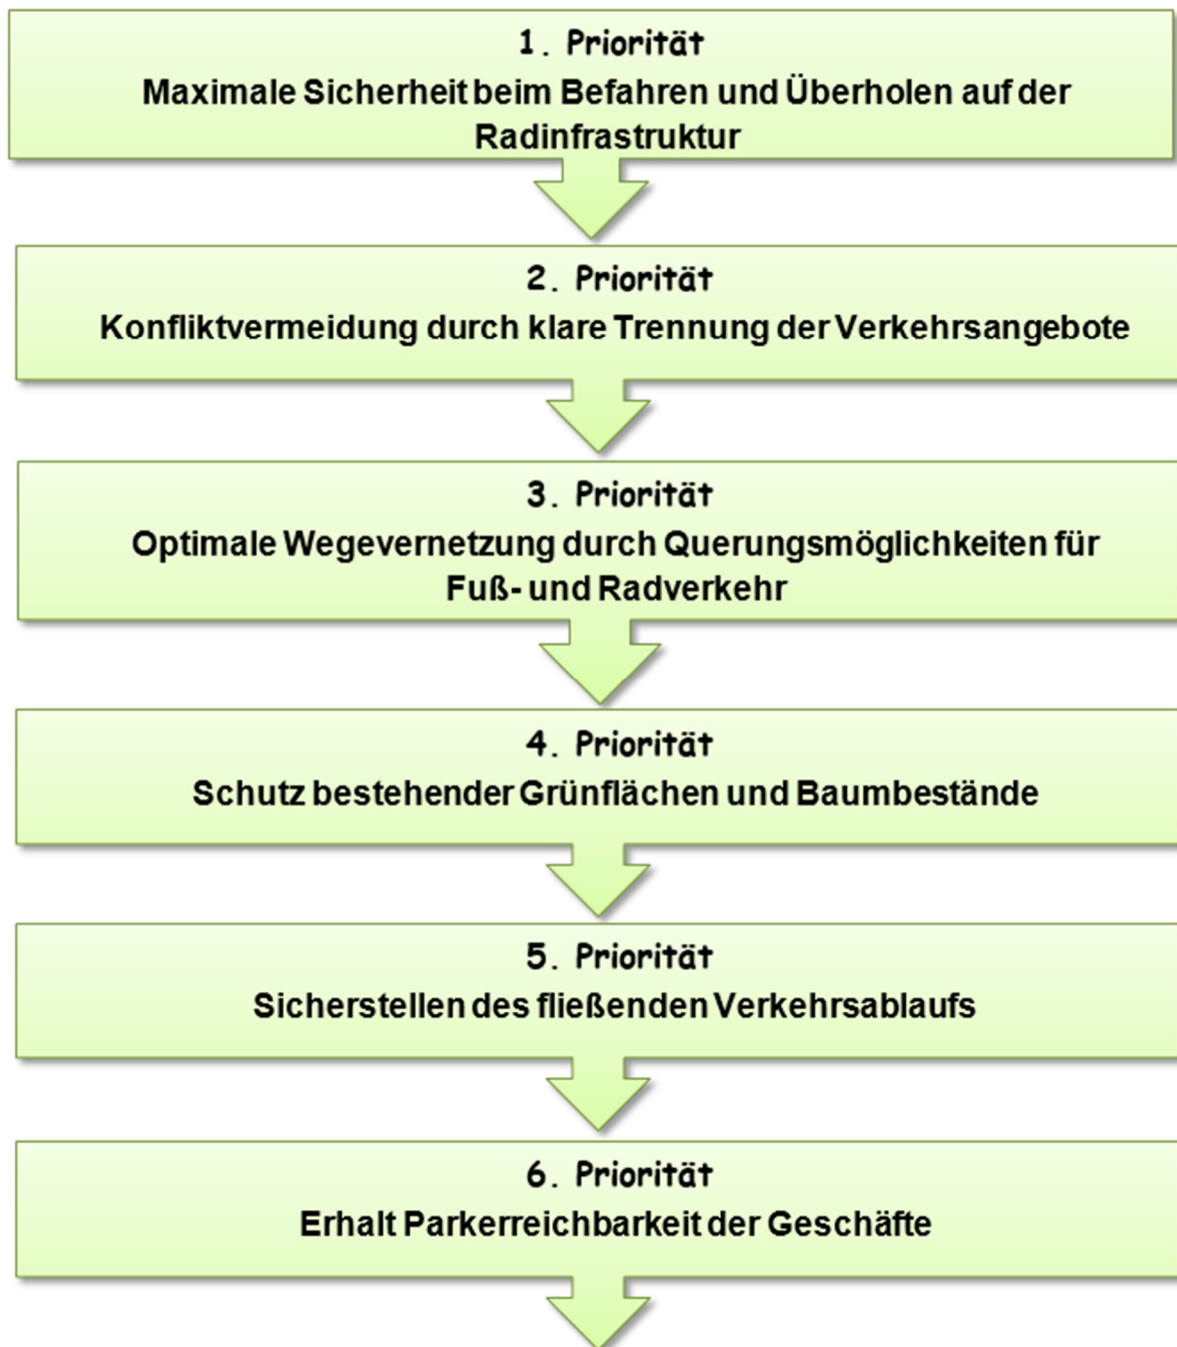 1. Priorität
Maximale Sicherheit beim Befahren und Überholen auf der
Radinfrastruktur
2. Priorität
Konfliktvermeidung durch klare Trennung der Verkehrsangebote
3. Priorität
Optimale Wegevernetzung durch Querungsmöglichkeiten für
Fuß- und Radverkehr
4. Priorität
Schutz bestehender Grünflächen und Baumbestände
5. Priorität
Sicherstellen des fließenden Verkehrsablaufs
6. Priorität
Erhalt Parkerreichbarkeit der Geschäfte